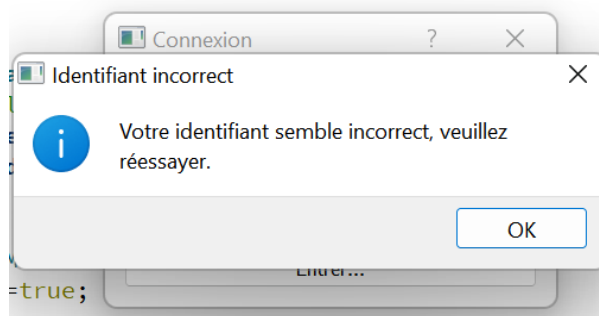 Connexion
?
Identifiant incorrect
Votre identifiant semble incorrect, veuillez
réessayer.
OK
Entrer...
=true;